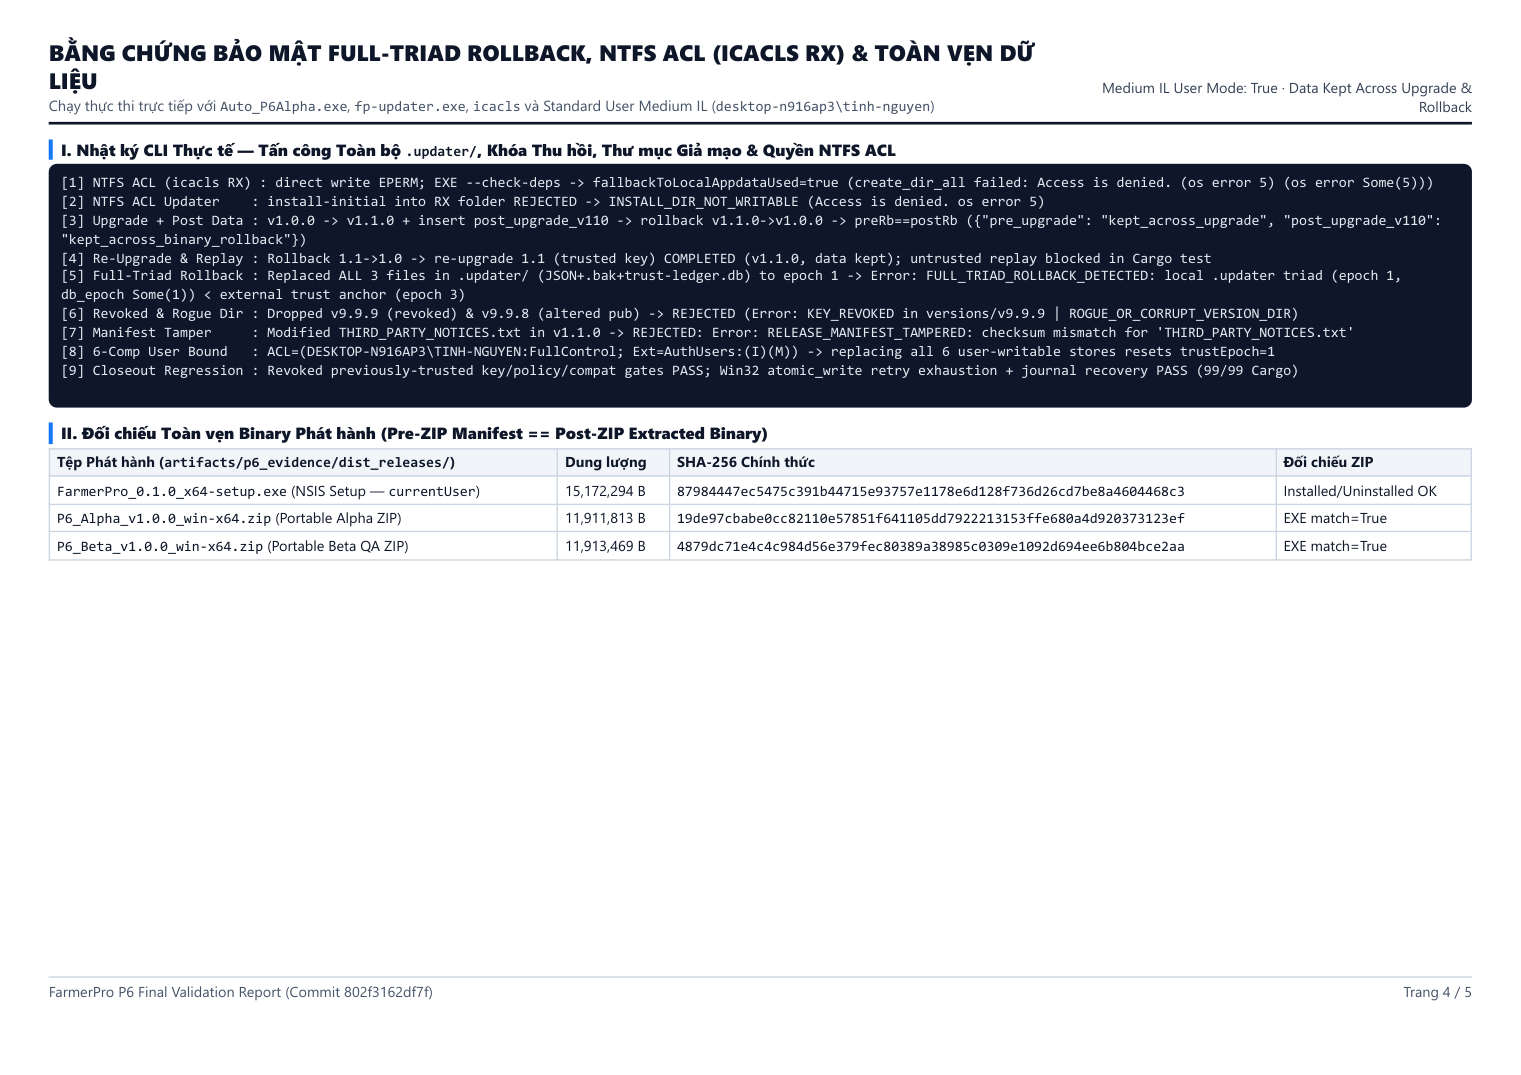 BẰNG CHỨNG BẢO MẬT FULL-TRIAD ROLLBACK, NTFS ACL (ICACLS RX) & TOÀN VẸN DỮ
LIỆU
Chạy thực thi trực tiếp với Auto_P6Alpha.exe, fp-updater.exe, icacls và Standard User Medium IL (desktop-n916ap3\tinh-nguyen)
Medium IL User Mode: True · Data Kept Across Upgrade &
Rollback
I. Nhật ký CLI Thực tế — Tấn công Toàn bộ .updater/, Khóa Thu hồi, Thư mục Giả mạo & Quyền NTFS ACL
[1] NTFS ACL (icacls RX) : direct write EPERM; EXE --check-deps -> fallbackToLocalAppdataUsed=true (create_dir_all failed: Access is denied. (os error 5) (os error Some(5)))
[2] NTFS ACL Updater    : install-initial into RX folder REJECTED -> INSTALL_DIR_NOT_WRITABLE (Access is denied. os error 5)
[3] Upgrade + Post Data : v1.0.0 -> v1.1.0 + insert post_upgrade_v110 -> rollback v1.1.0->v1.0.0 -> preRb==postRb ({"pre_upgrade": "kept_across_upgrade", "post_upgrade_v110":
"kept_across_binary_rollback"})
[4] Re-Upgrade & Replay : Rollback 1.1->1.0 -> re-upgrade 1.1 (trusted key) COMPLETED (v1.1.0, data kept); untrusted replay blocked in Cargo test
[5] Full-Triad Rollback : Replaced ALL 3 files in .updater/ (JSON+.bak+trust-ledger.db) to epoch 1 -> Error: FULL_TRIAD_ROLLBACK_DETECTED: local .updater triad (epoch 1,
db_epoch Some(1)) < external trust anchor (epoch 3)
[6] Revoked & Rogue Dir : Dropped v9.9.9 (revoked) & v9.9.8 (altered pub) -> REJECTED (Error: KEY_REVOKED in versions/v9.9.9 | ROGUE_OR_CORRUPT_VERSION_DIR)
[7] Manifest Tamper     : Modified THIRD_PARTY_NOTICES.txt in v1.1.0 -> REJECTED: Error: RELEASE_MANIFEST_TAMPERED: checksum mismatch for 'THIRD_PARTY_NOTICES.txt'
[8] 6-Comp User Bound   : ACL=(DESKTOP-N916AP3\TINH-NGUYEN:FullControl; Ext=AuthUsers:(I)(M)) -> replacing all 6 user-writable stores resets trustEpoch=1
[9] Closeout Regression : Revoked previously-trusted key/policy/compat gates PASS; Win32 atomic_write retry exhaustion + journal recovery PASS (99/99 Cargo)
II. Đối chiếu Toàn vẹn Binary Phát hành (Pre-ZIP Manifest == Post-ZIP Extracted Binary)
Tệp Phát hành (artifacts/p6_evidence/dist_releases/) Dung lượng SHA-256 Chính thức Đối chiếu ZIP
FarmerPro_0.1.0_x64-setup.exe (NSIS Setup — currentUser) 15,172,294 B 87984447ec5475c391b44715e93757e1178e6d128f736d26cd7be8a4604468c3 Installed/Uninstalled OK
P6_Alpha_v1.0.0_win-x64.zip (Portable Alpha ZIP) 11,911,813 B 19de97cbabe0cc82110e57851f641105dd7922213153ffe680a4d920373123ef EXE match=True
P6_Beta_v1.0.0_win-x64.zip (Portable Beta QA ZIP) 11,913,469 B 4879dc71e4c4c984d56e379fec80389a38985c0309e1092d694ee6b804bce2aa EXE match=True
FarmerPro P6 Final Validation Report (Commit 802f3162df7f)
Trang 4 / 5